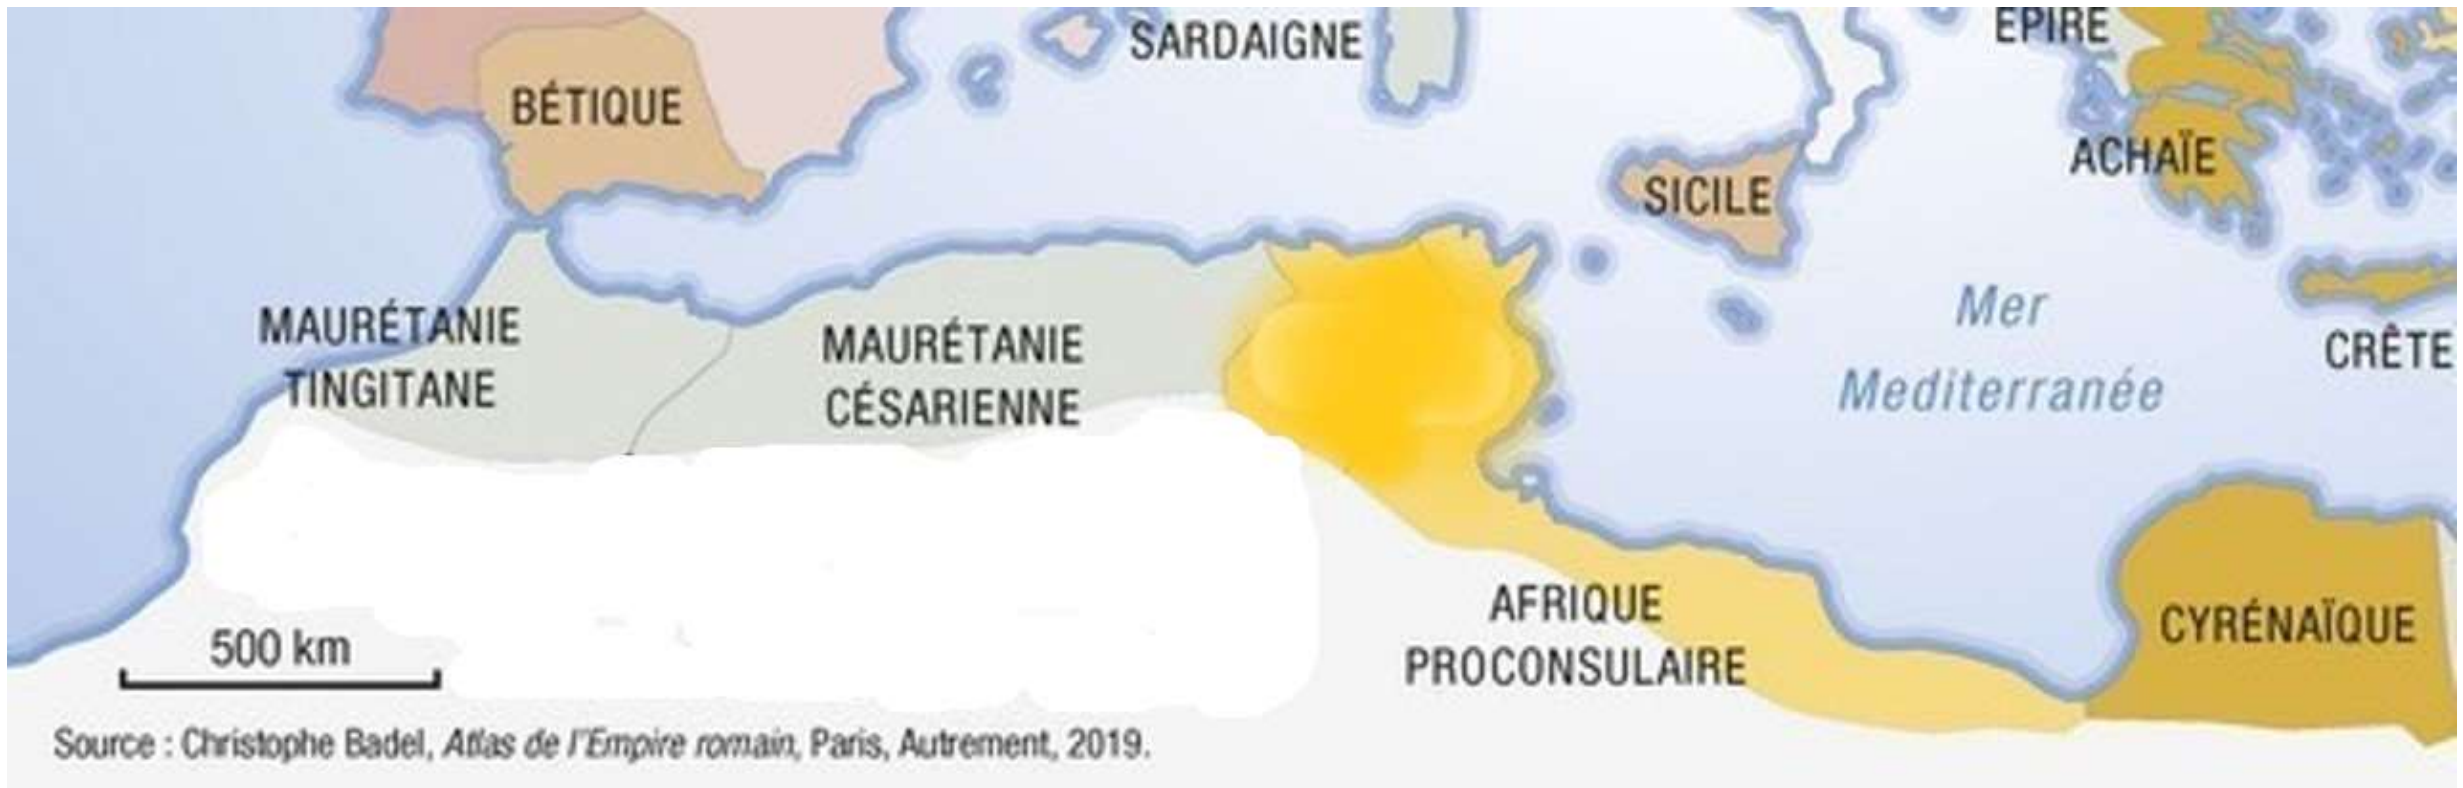 SARDAIGNE
EPIRE
BÉTIQUE
ACHAÏE
SICILE
MAURÉTANIE
TINGITANE
MAURÉTANIE
CÉSARIENNE
Mer
Mediterranée
CRÊTE
AFRIQUE
PROCONSULAIRE
CYRÉNAÏQUE
500 km
Source : Christophe Badel, Atlas de l'Empire romain, Paris, Autrement, 2019.